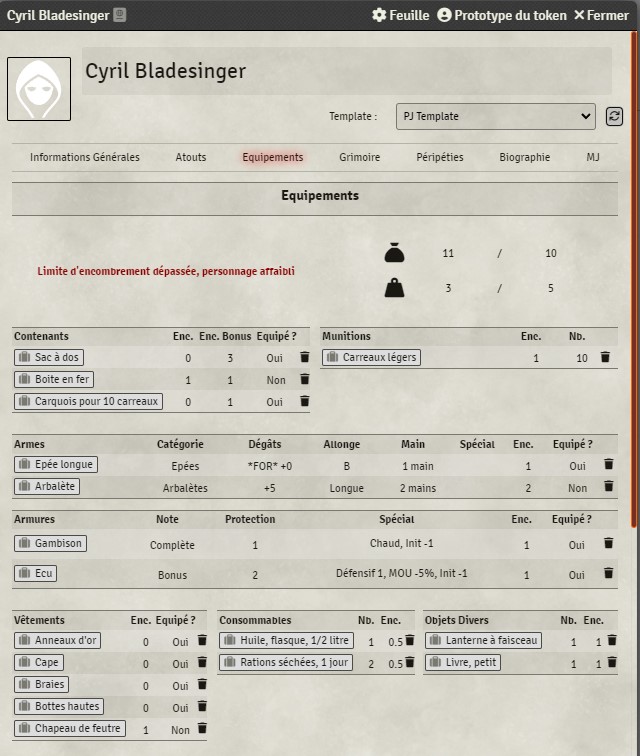 Cyril Bladesinger Feuille Prototype du token Fermer
Cyril Bladesinger
Template : PJ Template
Informations Générales Atouts Equipements Grimoire Péripéties Biographie MJ
Equipements
11 / 10
Limite d'encombrement dépassée, personnage affaibli
3 / 5
Contenants Enc. Enc. Bonus Equipé ?
Sac à dos 0 3 Oui
Boite en fer 1 1 Non
Carquois pour 10 carreaux 0 1 Oui
Munitions Enc. Nb.
Carreaux légers 1 10
Armes Catégorie Dégâts Allonge Main Spécial Enc. Equipé ?
Epée longue Epées *FOR* +0 B 1 main 1 Oui
Arbalète Arbalètes +5 Longue 2 mains 2 Non
Armures Note Protection Spécial Enc. Equipé ?
Gambison Complète 1 Chaud, Init -1 1 Oui
Ecu Bonus 2 Défensif 1, MOU -5%, Init -1 1 Oui
Vêtements Enc. Equipé ?
Anneaux d'or 0 Oui
Cape 0 Oui
Braies 0 Oui
Bottes hautes 0 Oui
Chapeau de feutre 1 Non
Consommables Nb. Enc.
Huile, flasque, 1/2 litre 1 0.5
Rations séchées, 1 jour 2 0.5
Objets Divers Nb. Enc.
Lanterne à faisceau 1 1
Livre, petit 1 1